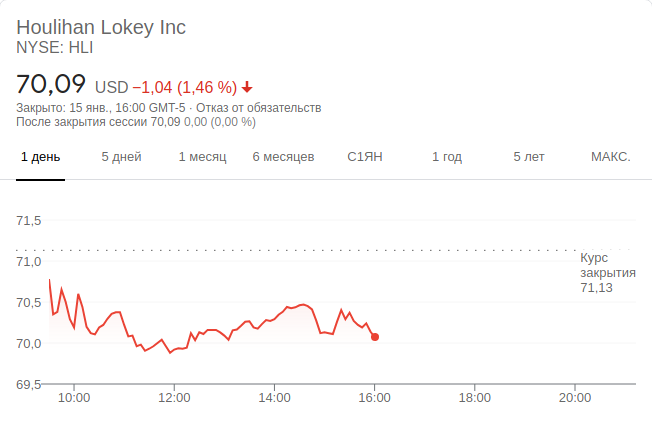 Houlihan Lokey Inc
NYSE: HLI
70,09 USD −1,04 (1,46 %)
Закрыто: 15 янв., 16:00 GMT-5 · Отказ от обязательств
После закрытия сессии 70,09 0,00 (0,00 %)
1 день 5 дней 1 месяц 6 месяцев С1ЯН 1 год 5 лет МАКС.
71,5
71,0
70,5
70,0
69,5
Курс
закрытия
71,13
10:00 12:00 14:00 16:00 18:00 20:00